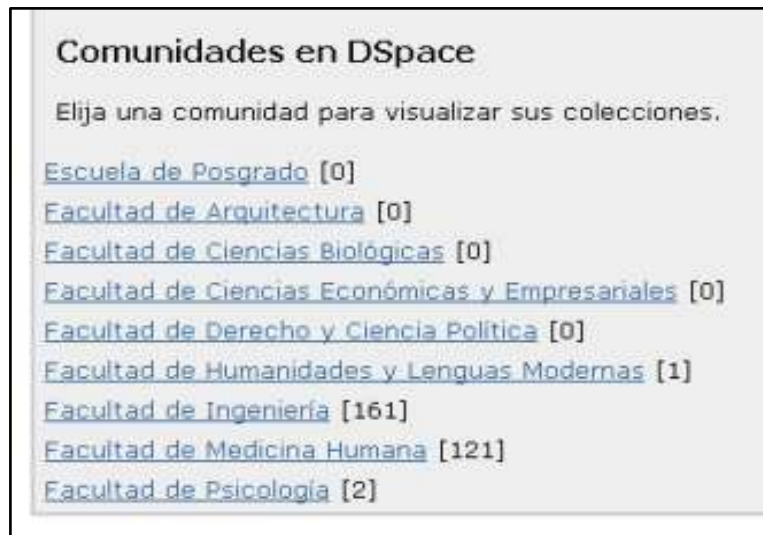 Comunidades en DSpace
Elija una comunidad para visualizar sus colecciones.
Escuela de Posgrado [0]
Facultad de Arquitectura [0]
Facultad de Ciencias Biológicas [0]
Facultad de Ciencias Económicas y Empresariales [0]
Facultad de Derecho y Ciencia Política [0]
Facultad de Humanidades y Lenguas Modernas [1]
Facultad de Ingeniería [161]
Facultad de Medicina Humana [121]
Facultad de Psicología [2]